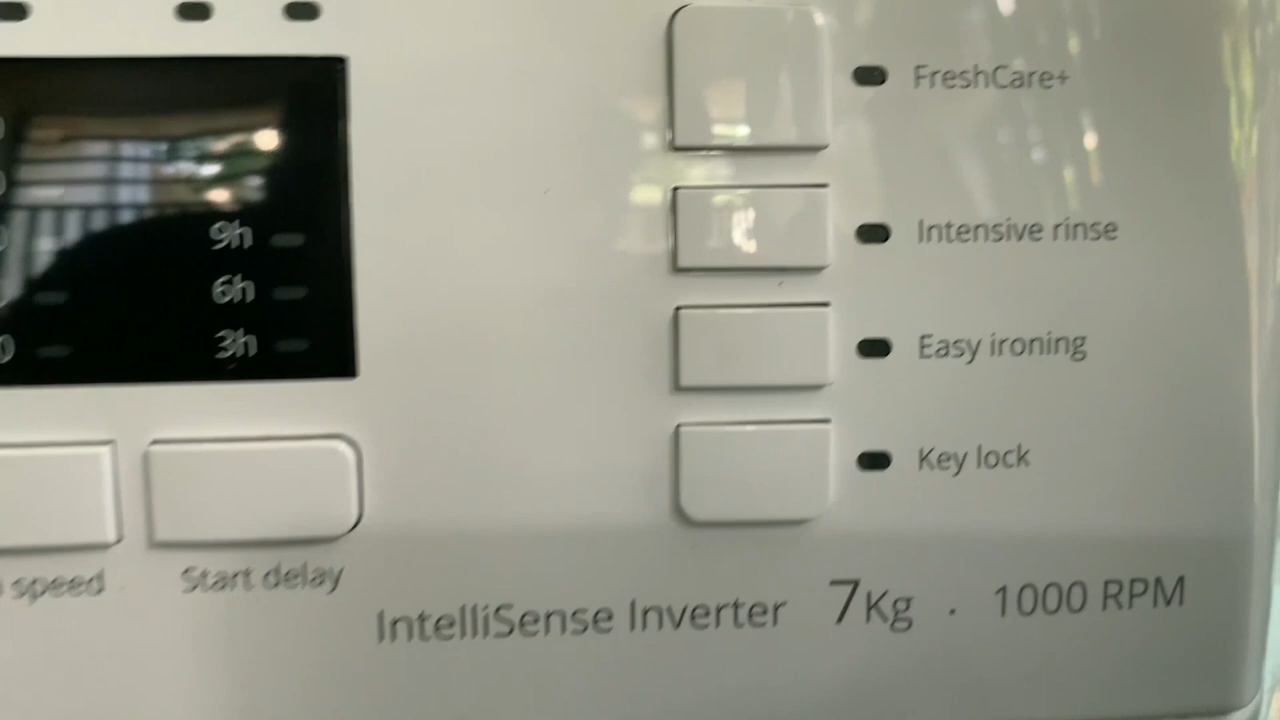 FreshCare+
Intensive rinse
9h
6h
3h
Easy ironing
Key lock
speed
Start delay
IntelliSense Inverter 7Kg . 1000 RPM